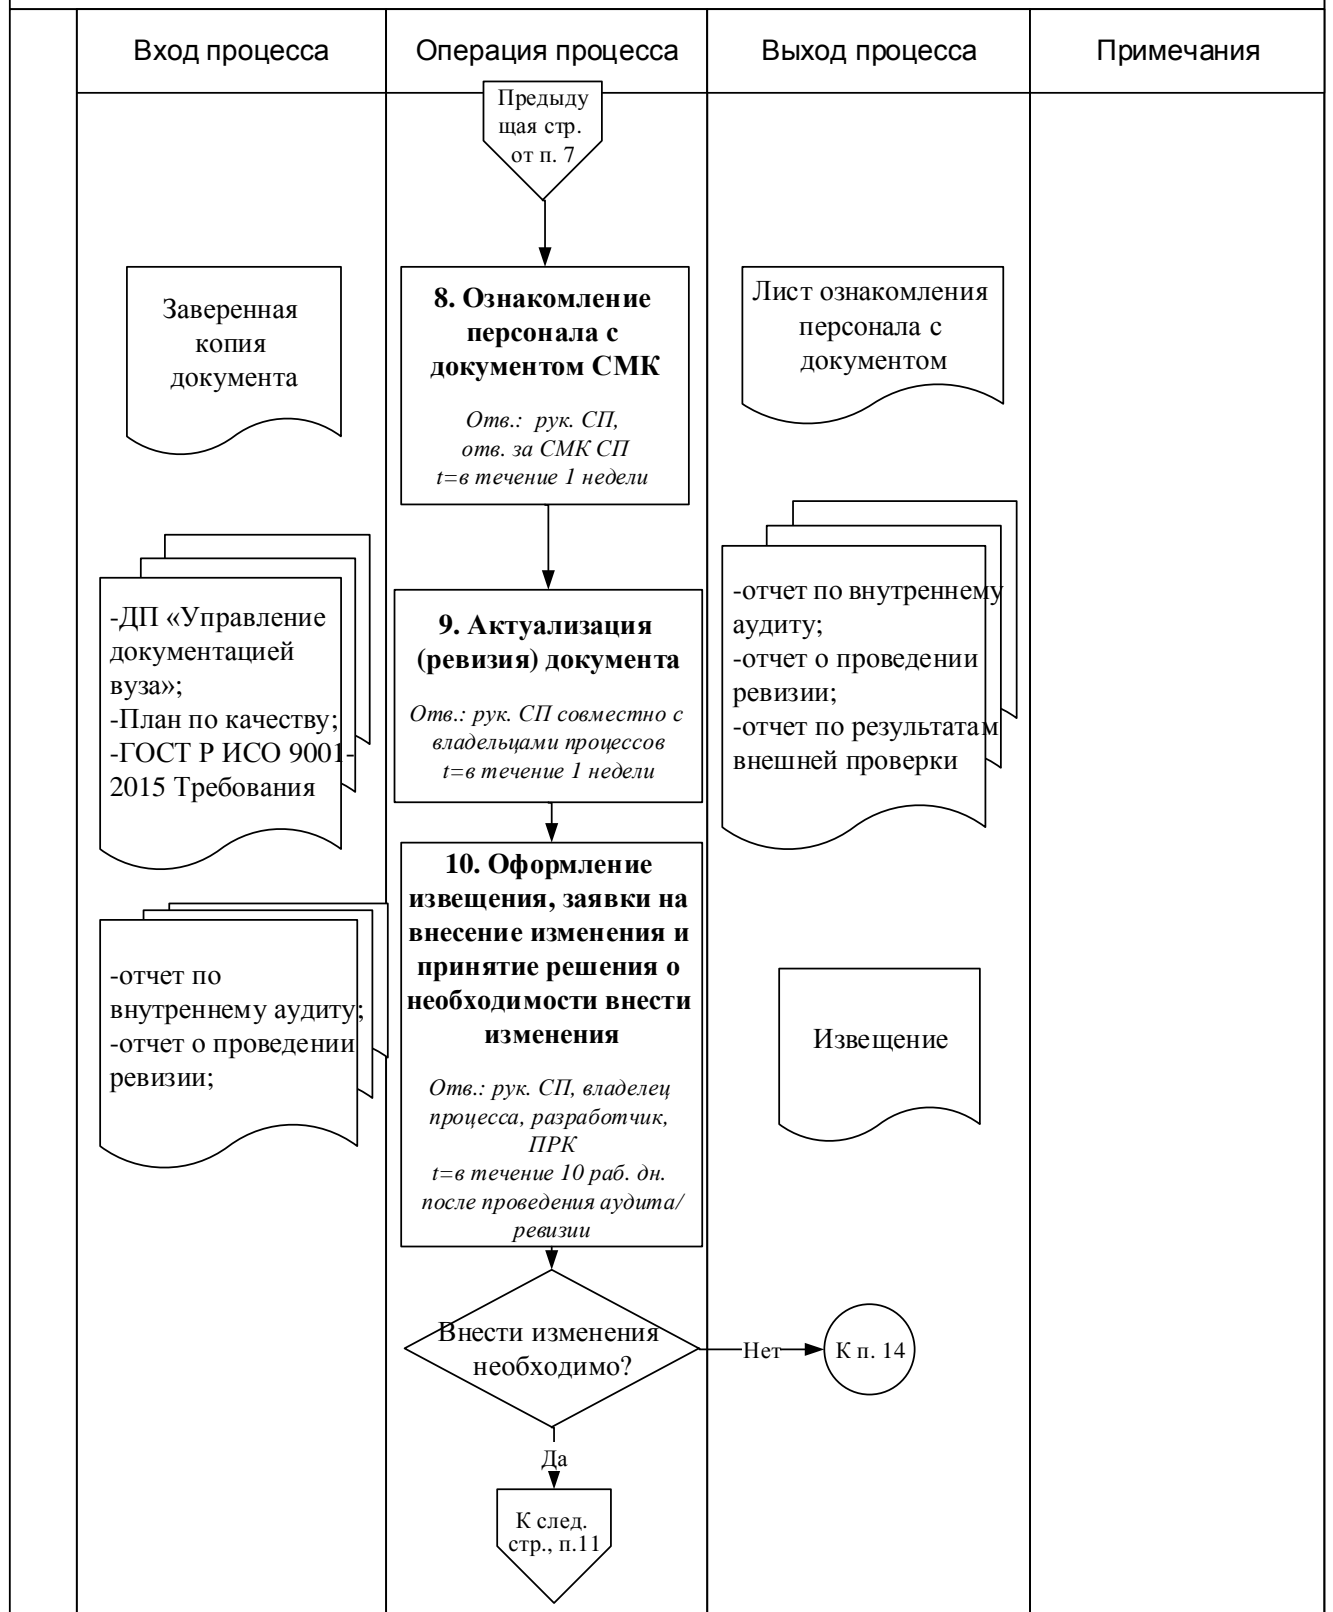 Вход процесса
Операция процесса
Выход процесса
Примечания
Предыду
щая стр.
от п. 7
Заверенная
копия
документа
8. Ознакомление
персонала с
документом СМК
Отв.: рук. СП,
отв. за СМК СП
t=в течение 1 недели
Лист ознакомления
персонала с
документом
-ДП «Управление
документацией
вуза»;
-План по качеству;
-ГОСТ Р ИСО 9001-
2015 Требования
9. Актуализация
(ревизия) документа
Отв.: рук. СП совместно с
владельцами процессов
t=в течение 1 недели
-отчет по внутреннему
аудиту;
-отчет о проведении
ревизии;
-отчет по результатам
внешней проверки
-отчет по
внутреннему аудиту;
-отчет о проведении
ревизии;
10. Оформление
извещения, заявки на
внесение изменения и
принятие решения о
необходимости внести
изменения
Отв.: рук. СП, владелец
процесса, разработчик,
ПРК
t=в течение 10 раб. дн.
после проведения аудита/
ревизии
Извещение
Внести изменения
необходимо?
Нет
К п. 14
Да
К след.
стр., п.11